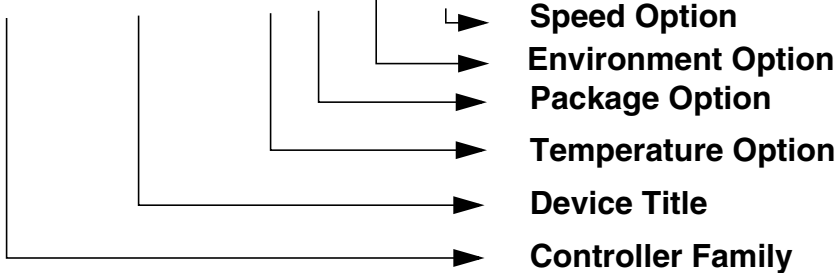 Speed Option
Environment Option
Package Option
Temperature Option
Device Title
Controller Family